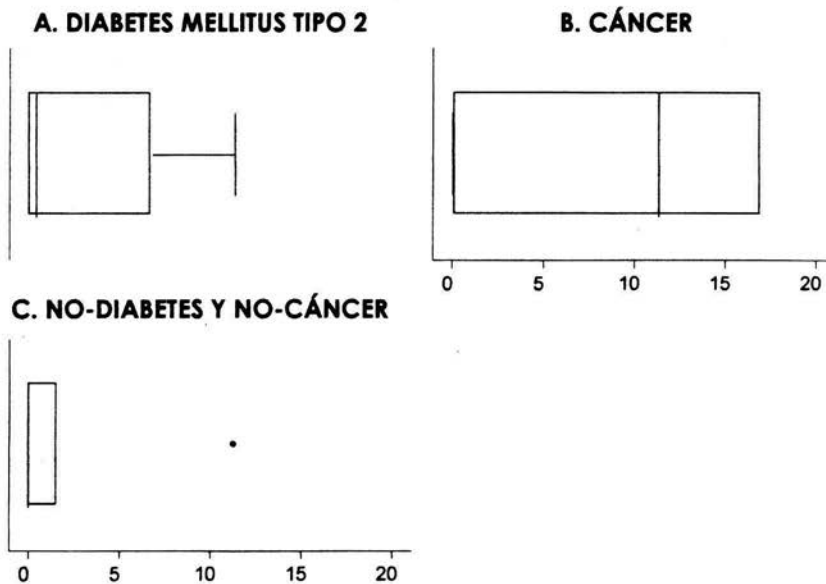 A. DIABETES MELLITUS TIPO 2
B. CÁNCER
0 5 10 15 20
C. NO-DIABETES Y NO-CÁNCER
0 5 10 15 20